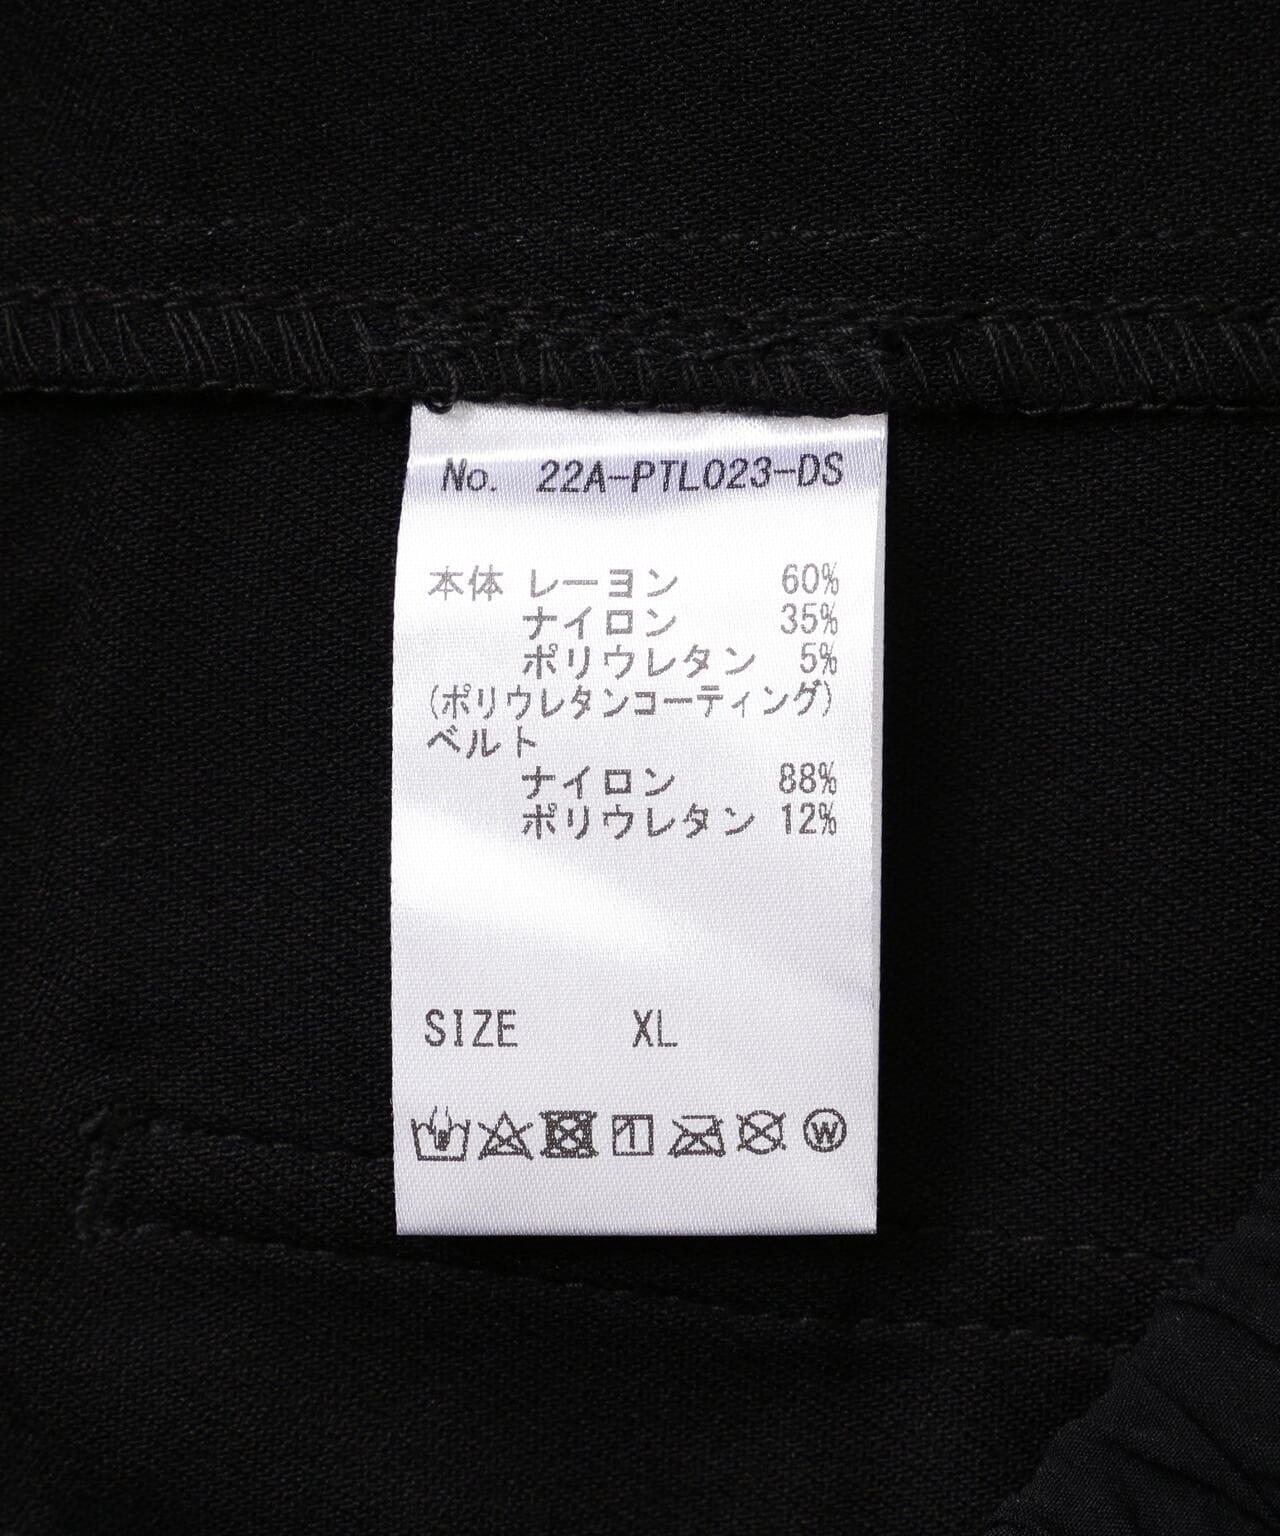 No. 22A-PTL023-DS
本体 レーヨン 60%
ナイロン 35%
ポリウレタン 5%
(ポリウレタンコーティング)
ベルト
ナイロン 88%
ポリウレタン 12%
SIZE XL
W